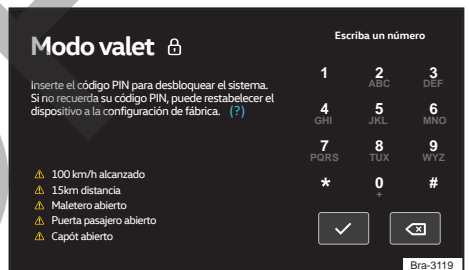 Modo valet
Inserte el código PIN para desbloquear el sistema.
Si no recuerda su código PIN, puede restabelecer el
dispositivo a la configuración de fábrica. (?)
⚠ 100 km/h alcanzado
⚠ 15km distancia
⚠ Maletero abierto
⚠ Puerta pasajero abierto
⚠ Capót abierto
Escriba un número
1 2 3
ABC DEF
4 5 6
GHI JKL MNO
7 8 9
PQRS TUX WYZ
* 0 #
+
Bra-3119